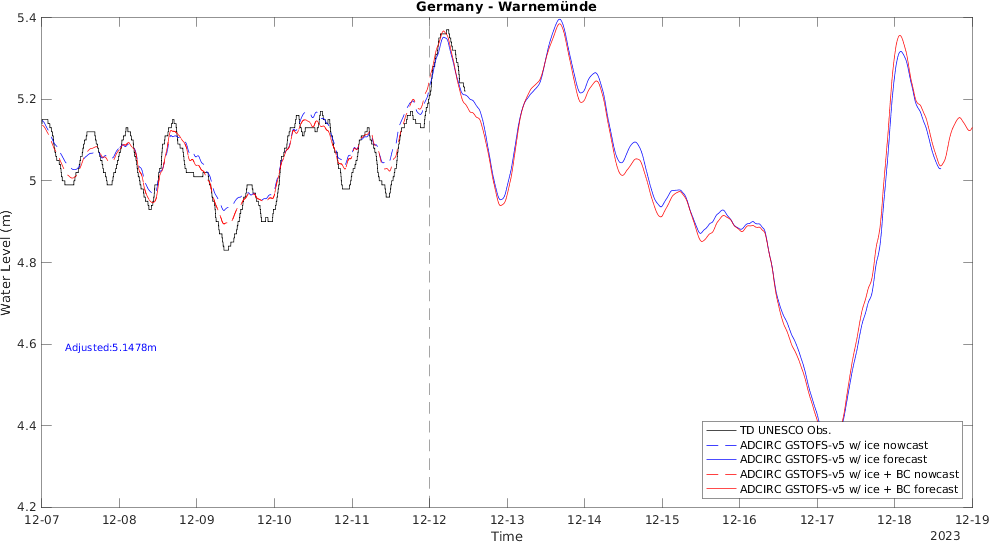 Germany - Warnemünde
5.4
5.2
5
4.8
4.6
4.4
4.2
Water Level (m)
Adjusted:5.1478m
TD UNESCO Obs.
ADCIRC GSTOFS-v5 w/ ice nowcast
ADCIRC GSTOFS-v5 w/ ice forecast
ADCIRC GSTOFS-v5 w/ ice + BC nowcast
ADCIRC GSTOFS-v5 w/ ice + BC forecast
12-07 12-08 12-09 12-10 12-11 12-12 12-13 12-14 12-15 12-16 12-17 12-18 12-19
Time
2023